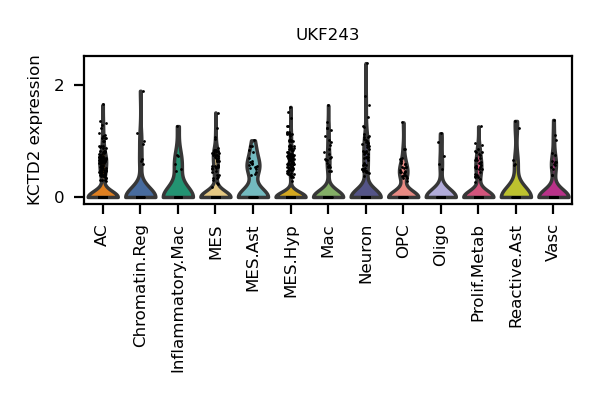 UKF243
KCTD2 expression
2
0
AC
Chromatin.Reg
Inflammatory.Mac
MES
MES.Ast
MES.Hyp
Mac
Neuron
OPC
Oligo
Prolif.Metab
Reactive.Ast
Vasc